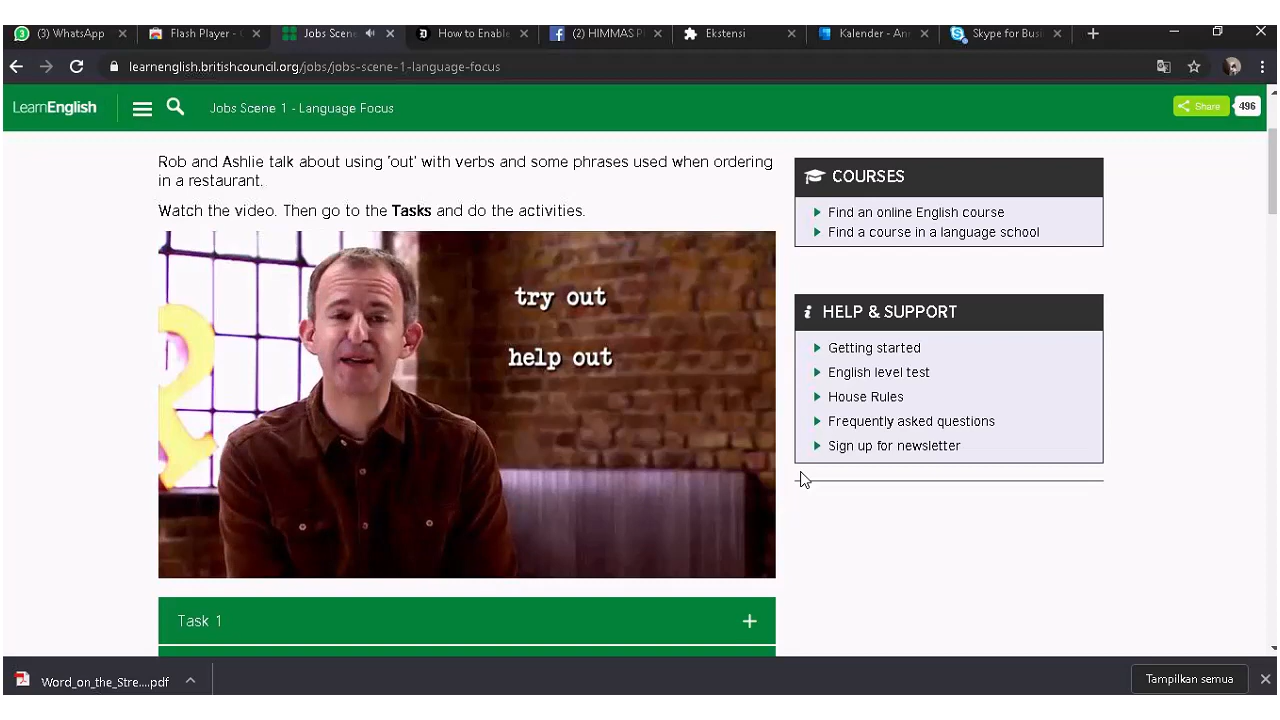 (3) WhatsApp
Flash Player -
Jobs Scene
How to Enable
(2) HIMMAS P
Ekstensi
Kalender -
Skype for Busi
learnenglish.britishcouncil.org/jobs/jobs-scene-1-language-focus
LearnEnglish
Jobs Scene 1 - Language Focus
Share
496
Rob and Ashlie talk about using 'out' with verbs and some phrases used when ordering
in a restaurant.
Watch the video. Then go to the Tasks and do the activities.
try out
help out
Task 1
COURSES
Find an online English course
Find a course in a language school
HELP & SUPPORT
Getting started
English level test
House Rules
Frequently asked questions
Sign up for newsletter
Word_on_the_Stre....pdf
Tampilkan semua